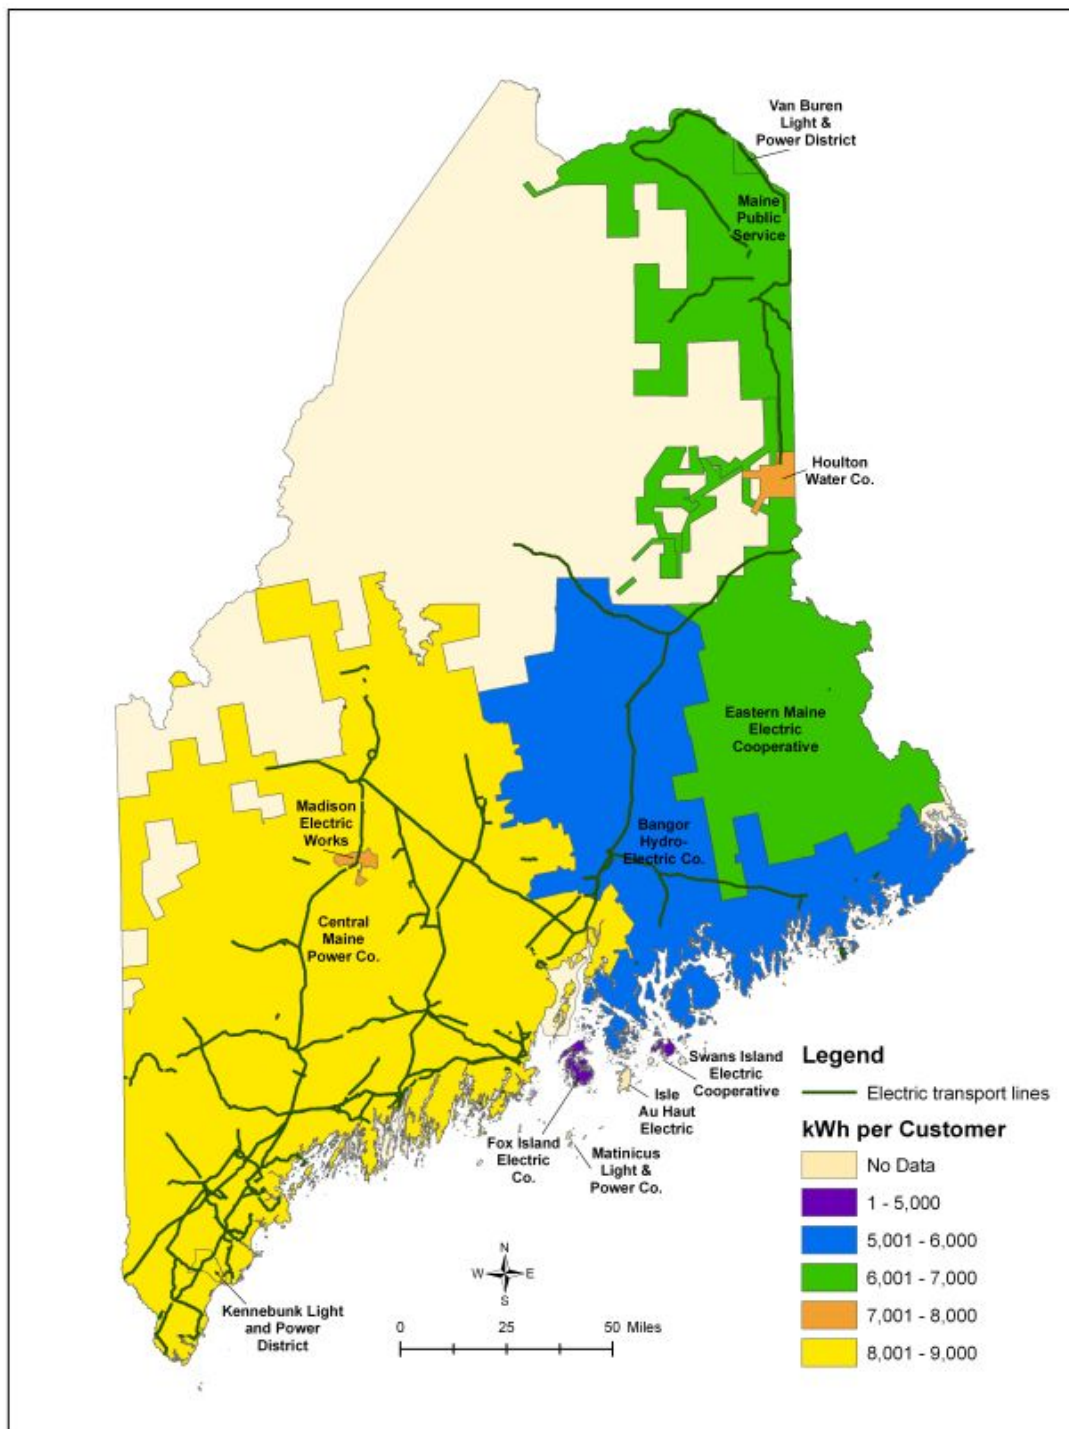 Van Buren
Light &
Power District
Maine
Public
Service
Houlton
Water Co.
Eastern Maine
Electric
Cooperative
Madison
Electric
Works
Bangor
Hydro-
Electric Co.
Central
Maine
Power Co.
Swans Island
Electric
Cooperative
Isle
Au Haut
Electric
Fox Island
Electric
Co.
Matinicus
Light &
Power Co.
Kennebunk Light
and Power
District
N
W E
S
0 25 50 Miles
Legend
Electric transport lines
kWh per Customer
No Data
1 - 5,000
5,001 - 6,000
6,001 - 7,000
7,001 - 8,000
8,001 - 9,000